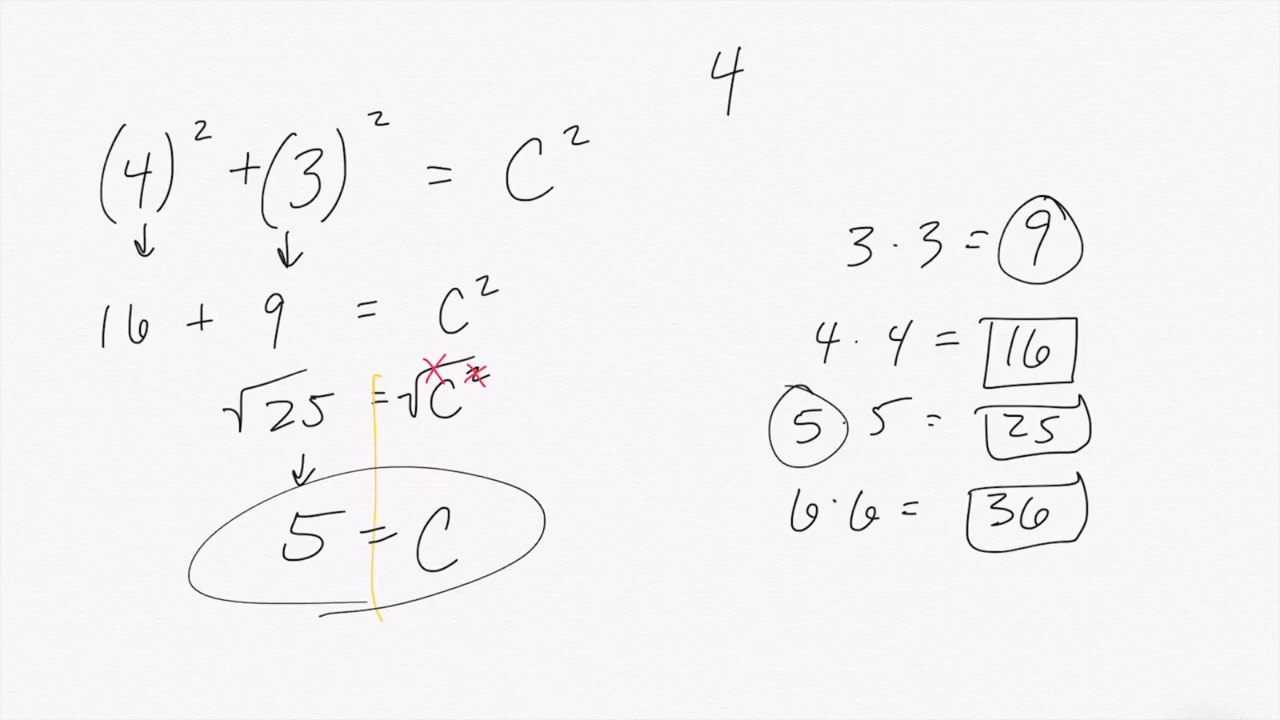 (4)² + (3)² = C²
16 + 9 = C²
√25 = √C²
5 = C
4
3 · 3 = 9
4 · 4 = 16
5 · 5 = 25
6 · 6 = 36